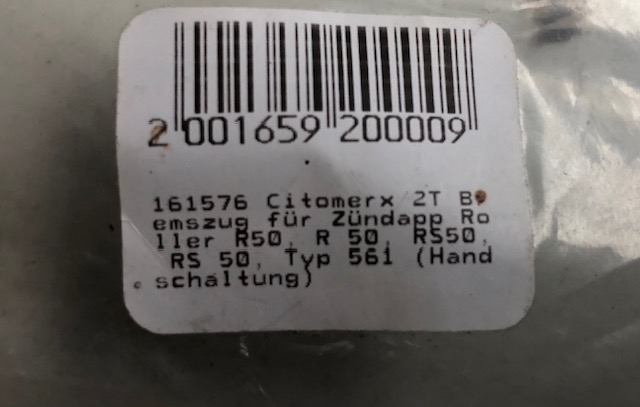 2 001659 200009
161576 Citomerx 2T Br
emszug für Zündapp Ro
ller R50, R 50, RS50,
RS 50, Typ 561 (Hand
schaltung)